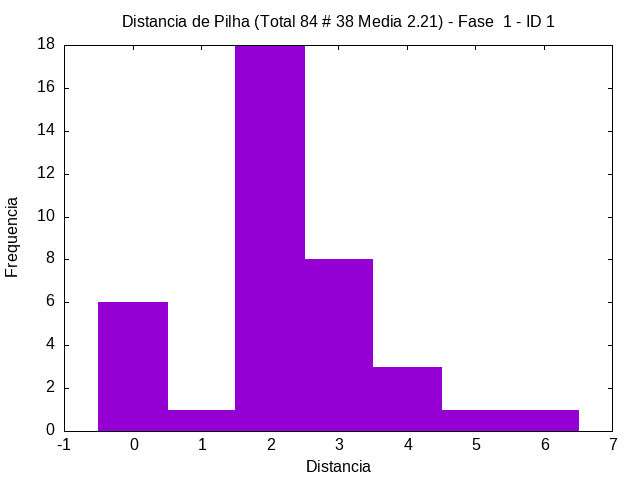 Distancia de Pilha (Total 84 # 38 Media 2.21) - Fase  1 - ID 1
18
16
14
12
10
8
6
4
2
0
Frequencia
-1 0 1 2 3 4 5 6 7
Distancia